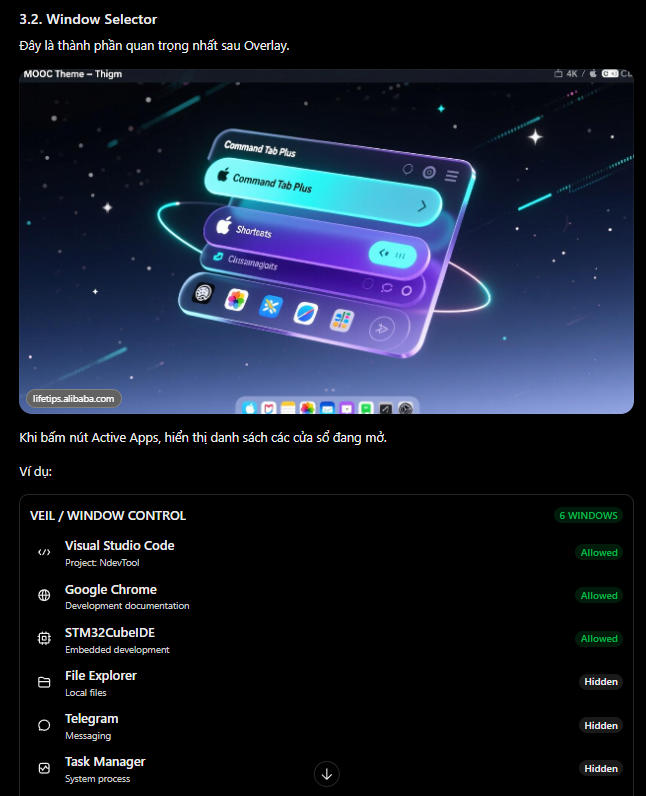 3.2. Window Selector
Đây là thành phần quan trọng nhất sau Overlay.
MOOC Theme – Thigm
4K /
Command Tab Plus
Command Tab Plus
Shortcats
lifetips.alibaba.com
Khi bấm nút Active Apps, hiển thị danh sách các cửa sổ đang mở.
Ví dụ:
VEIL / WINDOW CONTROL
6 WINDOWS
Visual Studio Code
Allowed
Project: NdevTool
Google Chrome
Allowed
Development documentation
STM32CubeIDE
Allowed
Embedded development
File Explorer
Hidden
Local files
Telegram
Hidden
Messaging
Task Manager
Hidden
System process